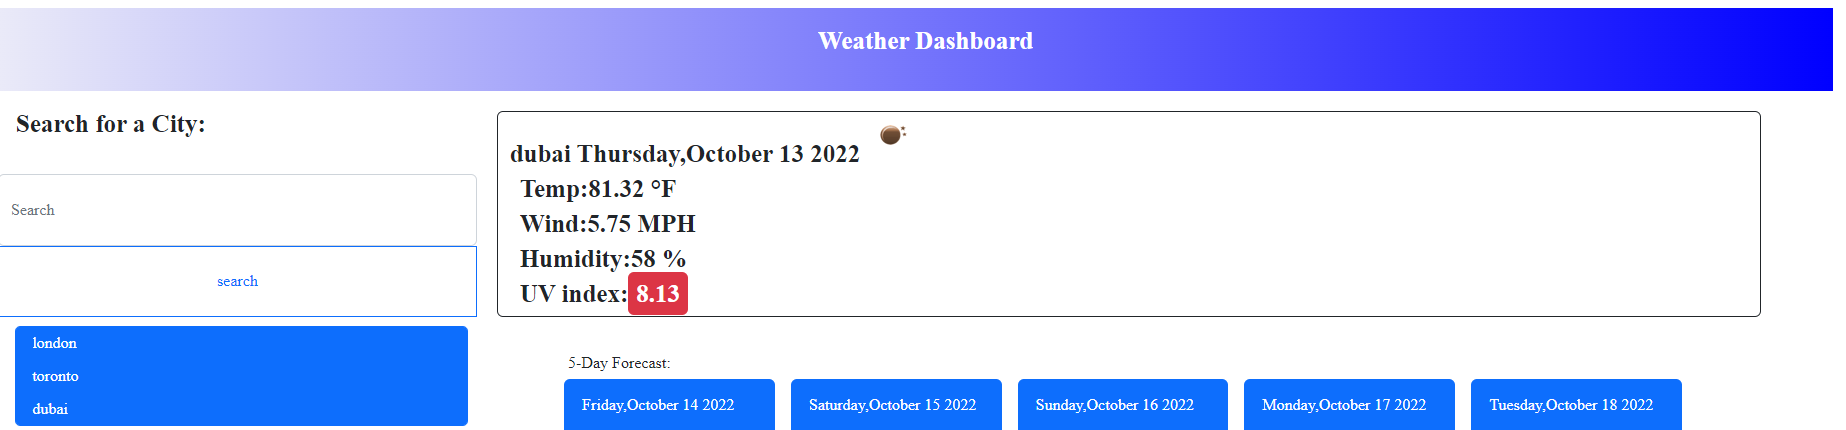 Weather Dashboard
Search for a City:
Search
search
london
toronto
dubai
dubai Thursday,October 13 2022
Temp:81.32 °F
Wind:5.75 MPH
Humidity:58 %
UV index: 8.13
5-Day Forecast:
Friday,October 14 2022
Saturday,October 15 2022
Sunday,October 16 2022
Monday,October 17 2022
Tuesday,October 18 2022